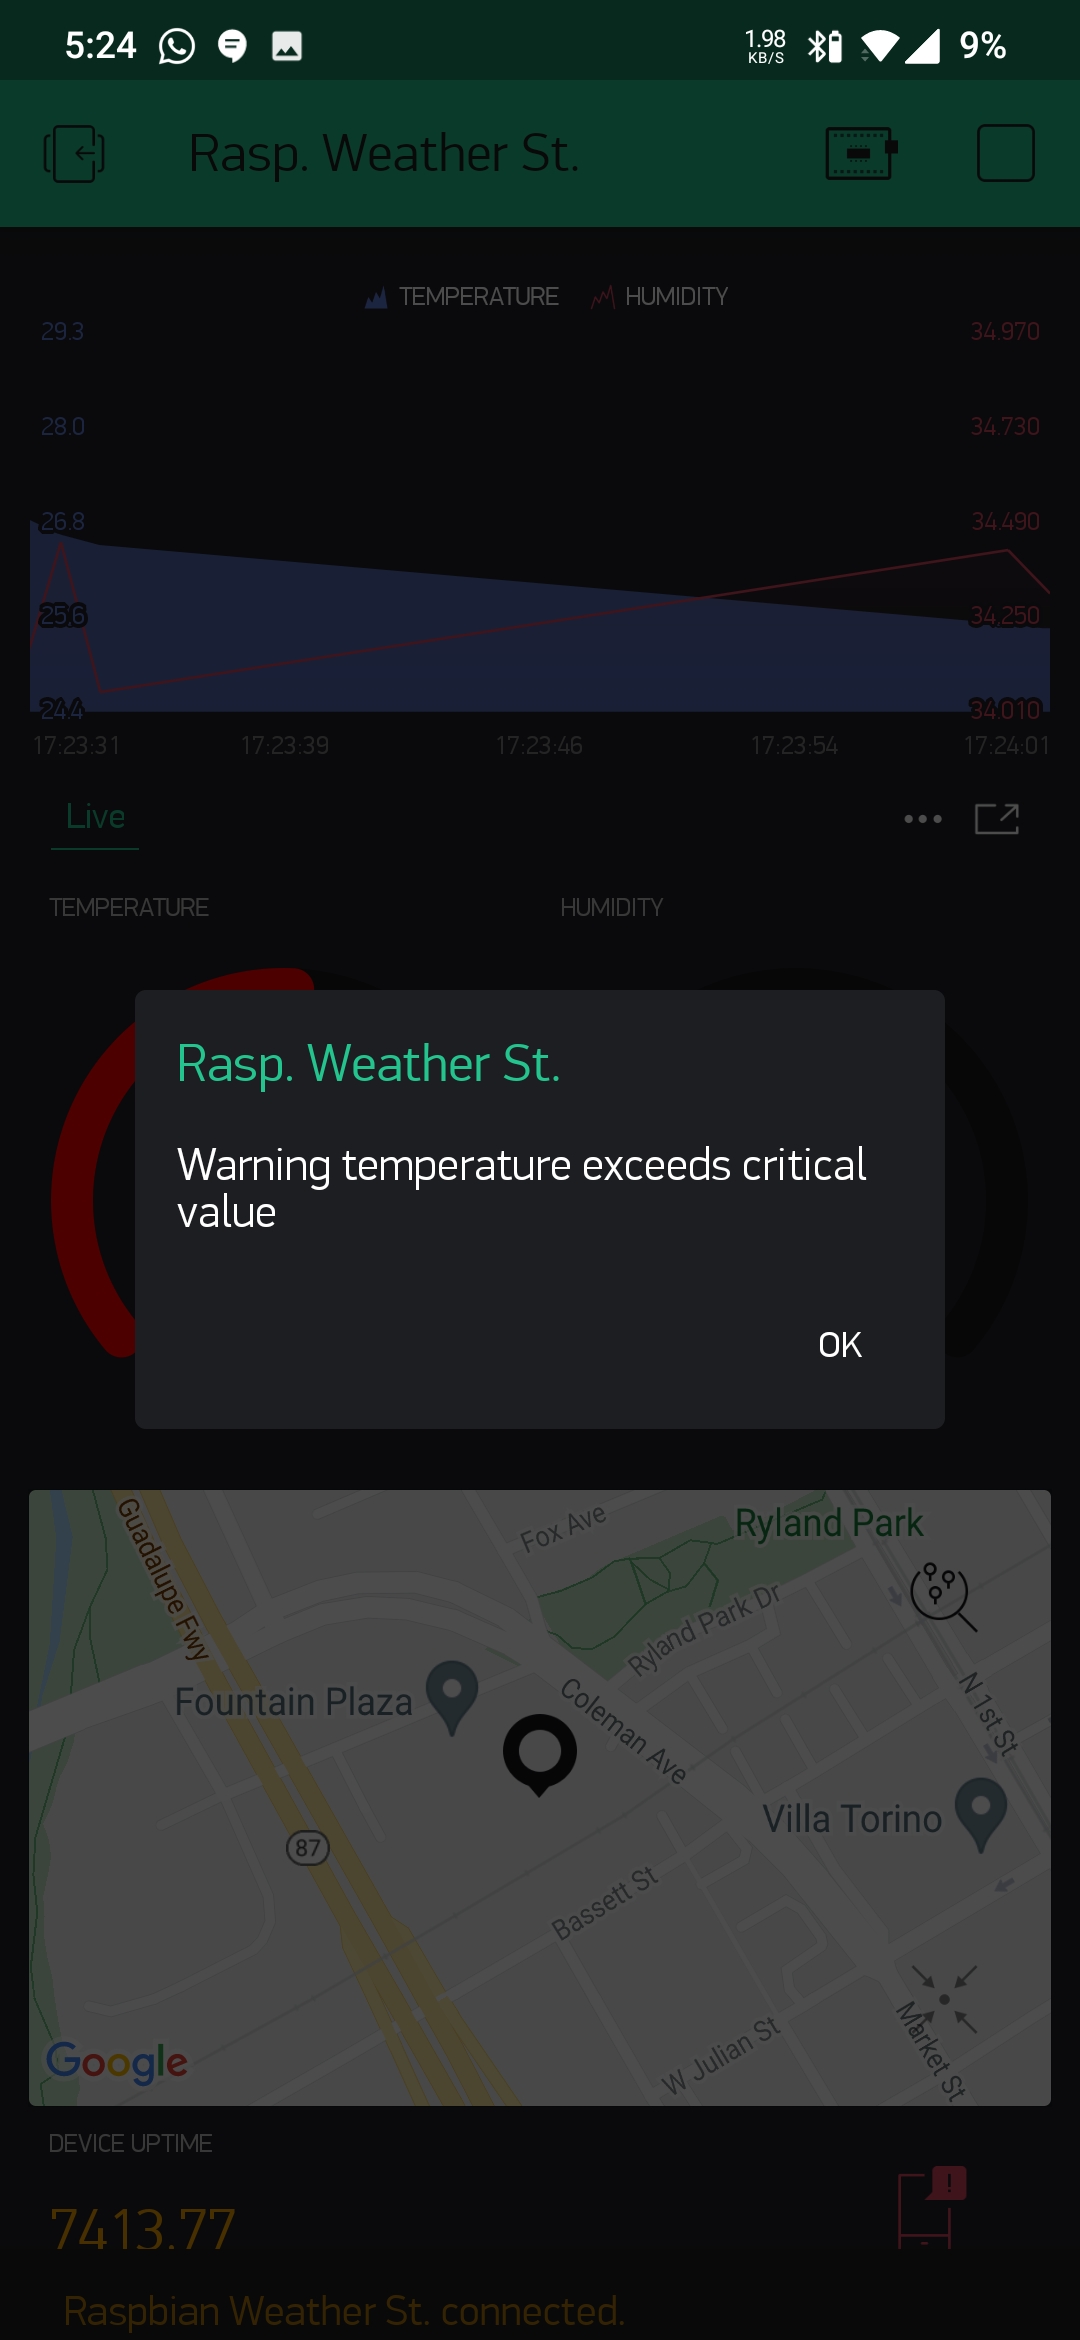 5:24
1.98
KB/S
9%
Rasp. Weather St.
TEMPERATURE HUMIDITY
29.3 34.970
28.0 34.730
26.8 34.490
25.6 34.250
24.4 34.010
17:23:31 17:23:39 17:23:46 17:23:54 17:24:01
Live
TEMPERATURE HUMIDITY
Rasp. Weather St.
Warning temperature exceeds critical
value
OK
Guadalupe Fwy
Fox Ave
Ryland Park
Ryland Park Dr
Fountain Plaza
Coleman Ave
N 1st St
Villa Torino
87
Bassett St
W Julian St
Market St
Google
DEVICE UPTIME
7413.77
!
Raspbian Weather St. connected.